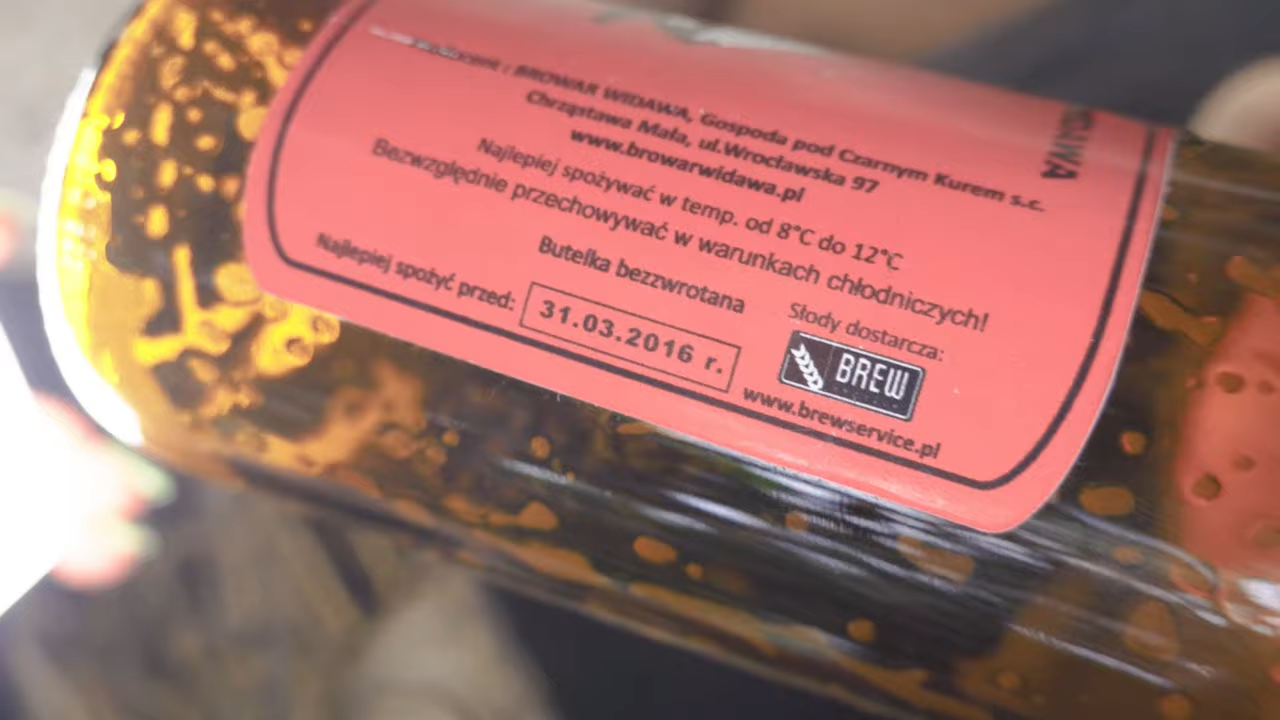 BROWAR WIDAWA, Gospoda pod Czarnym Kurem s.c.
Chrząstawa Mała, ul.Wrocławska 97
www.browarwidawa.pl
Najlepiej spożywać w temp. od 8°C do 12°C
Bezwzględnie przechowywać w warunkach chłodniczych!
Butelka bezzwrotana
Najlepiej spożyć przed: 31.03.2016 r.
Słody dostarcza:
BREW
www.brewservice.pl